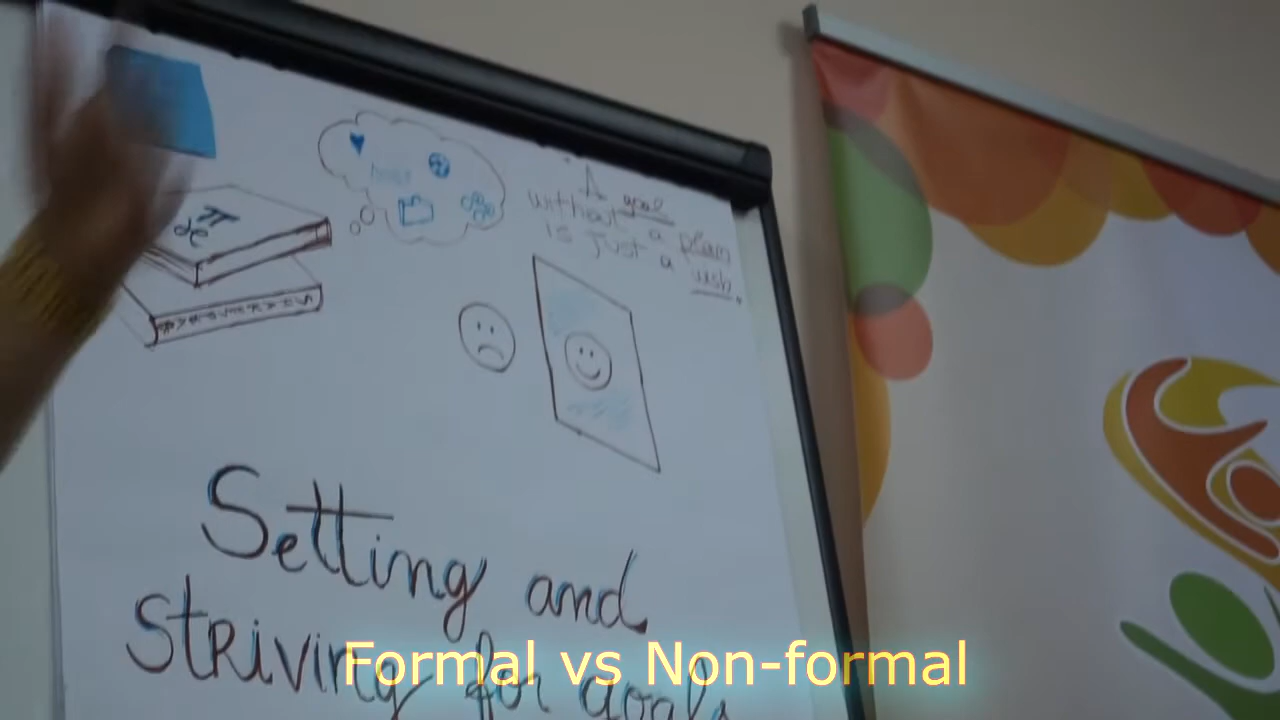 A goal
without a plan
is just a wish.
π
Setting and
striving for goals
Formal vs Non-formal